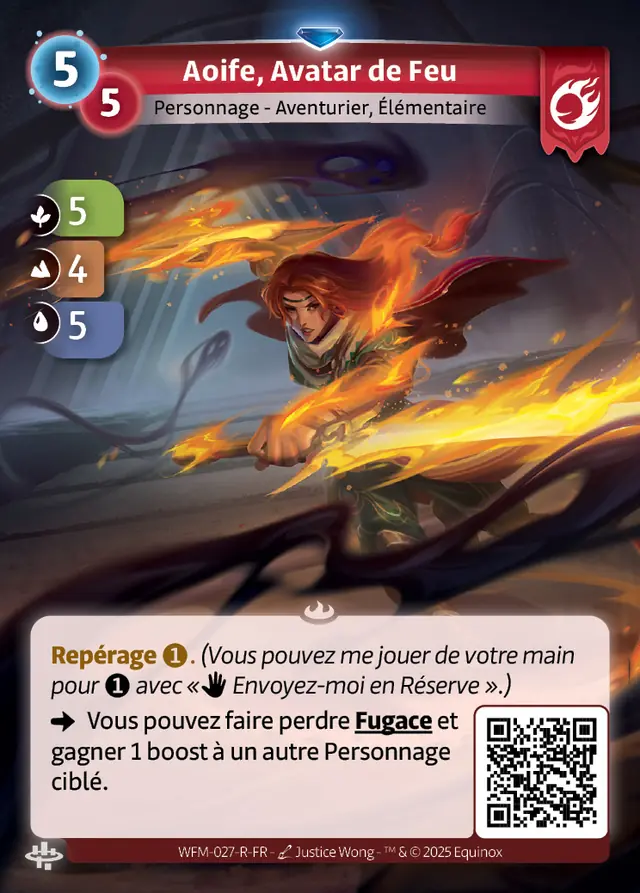 5
5
Aoife, Avatar de Feu
Personnage - Aventurier, Élémentaire
5
4
5
Repérage 1. (Vous pouvez me jouer de votre main
pour 1 avec « Envoyez-moi en Réserve ».)
Vous pouvez faire perdre Fugace et
gagner 1 boost à un autre Personnage
ciblé.
WFM-027-R-FR - Justice Wong - ™ & © 2025 Equinox